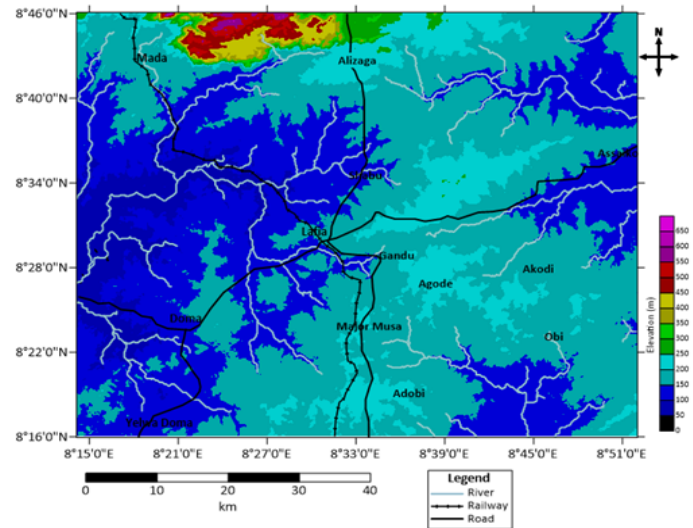 8°46'0"N
8°40'0"N
8°34'0"N
8°28'0"N
8°22'0"N
8°16'0"N
Mada
Alizaga
Lafia
Gandu
Akodi
Agode
Doma
Major Musa
Obi
Adobi
Yelwa Doma
8°15'0"E
8°21'0"E
8°27'0"E
8°33'0"E
8°39'0"E
8°45'0"E
8°51'0"E
N
Elevation (m)
650
600
550
500
450
400
350
300
250
200
150
100
50
0
0
10
20
30
40
km
Legend
River
Railway
Road